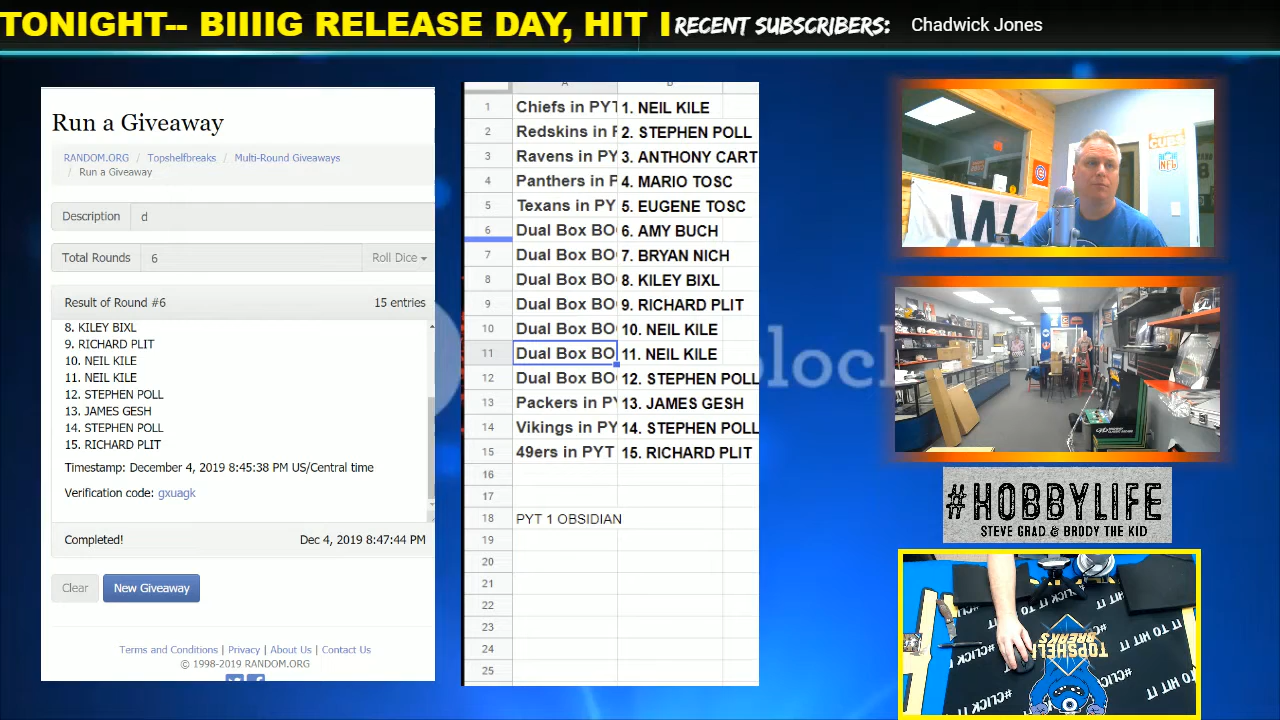 TONIGHT-- BIIIIG RELEASE DAY, HIT I
RECENT SUBSCRIBERS: Chadwick Jones
Run a Giveaway
RANDOM.ORG / Topshelfbreaks / Multi-Round Giveaways
/ Run a Giveaway
Description d
Total Rounds 6 Roll Dice
Result of Round #6 15 entries
8. KILEY BIXL
9. RICHARD PLIT
10. NEIL KILE
11. NEIL KILE
12. STEPHEN POLL
13. JAMES GESH
14. STEPHEN POLL
15. RICHARD PLIT
Timestamp: December 4, 2019 8:45:38 PM US/Central time
Verification code: gxuagk
Completed! Dec 4, 2019 8:47:44 PM
Clear New Giveaway
Terms and Conditions | Privacy | About Us | Contact Us
© 1998-2019 RANDOM.ORG
1 Chiefs in PYT 1. NEIL KILE
2 Redskins in P 2. STEPHEN POLL
3 Ravens in PY 3. ANTHONY CART
4 Panthers in P 4. MARIO TOSC
5 Texans in PY 5. EUGENE TOSC
6 Dual Box BO 6. AMY BUCH
7 Dual Box BO 7. BRYAN NICH
8 Dual Box BO 8. KILEY BIXL
9 Dual Box BO 9. RICHARD PLIT
10 Dual Box BO 10. NEIL KILE
11 Dual Box BO 11. NEIL KILE
12 Dual Box BO 12. STEPHEN POLL
13 Packers in PY 13. JAMES GESH
14 Vikings in PY 14. STEPHEN POLL
15 49ers in PYT 15. RICHARD PLIT
16
17
18 PYT 1 OBSIDIAN
19
20
21
22
23
24
25
block
W
CUBS
NFL
#HOBBYLIFE
STEVE GRAD & BRODY THE KID
#CLICK IT TO HIT IT
TOPSHELF
BREAKS